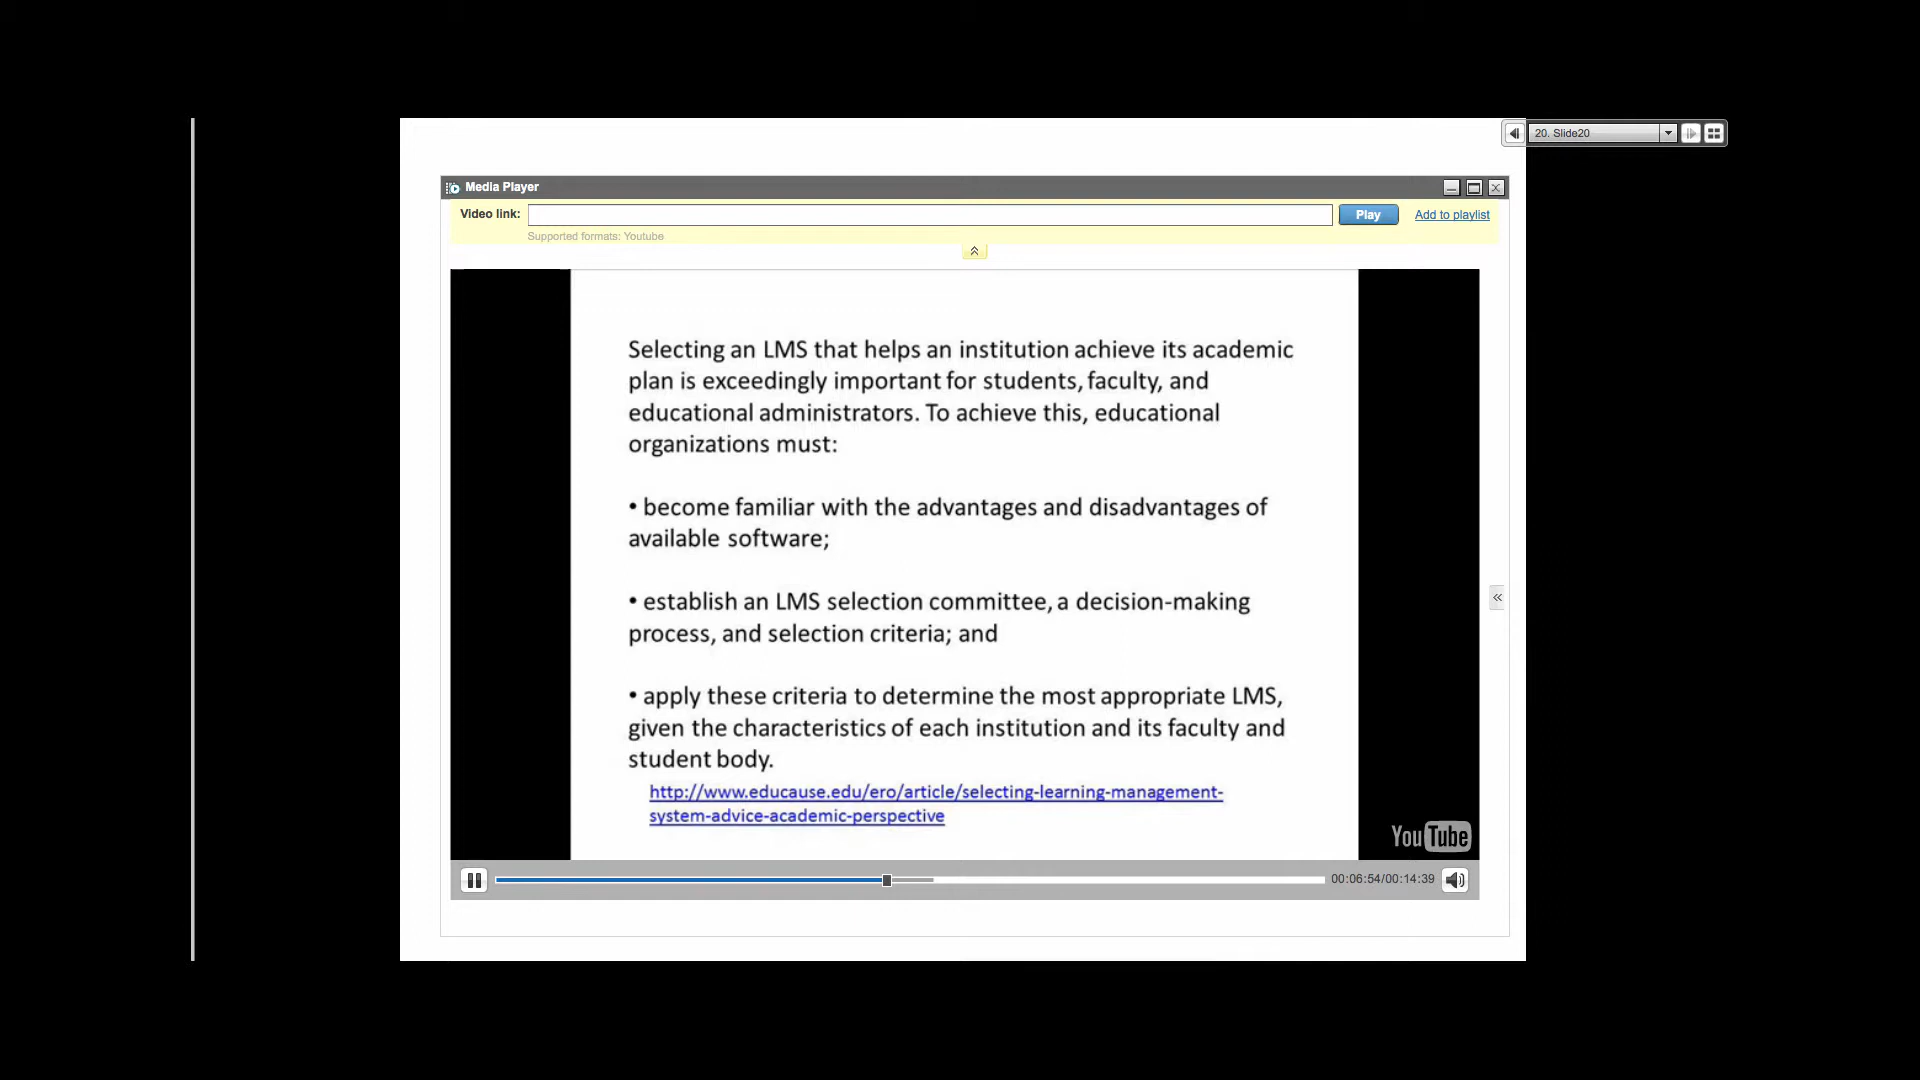 20. Slide20
Media Player
Video link:
Play
Add to playlist
Supported formats: Youtube
Selecting an LMS that helps an institution achieve its academic
plan is exceedingly important for students, faculty, and
educational administrators. To achieve this, educational
organizations must:
• become familiar with the advantages and disadvantages of
available software;
• establish an LMS selection committee, a decision-making
process, and selection criteria; and
• apply these criteria to determine the most appropriate LMS,
given the characteristics of each institution and its faculty and
student body.
http://www.educause.edu/ero/article/selecting-learning-management-
system-advice-academic-perspective
YouTube
00:06:54/00:14:39